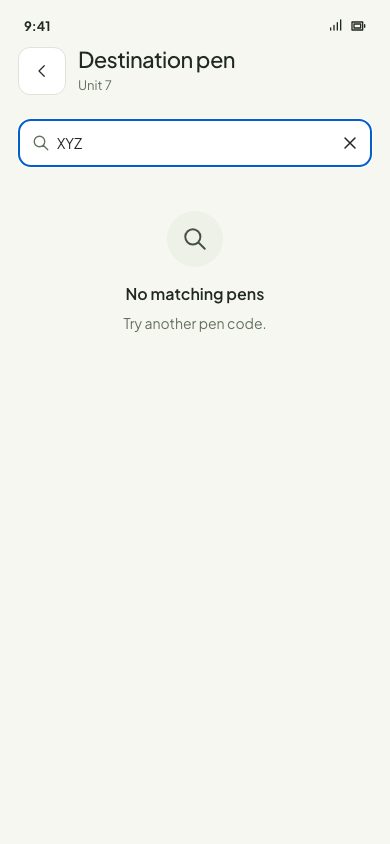 9:41
Destination pen
Unit 7
XYZ
No matching pens
Try another pen code.